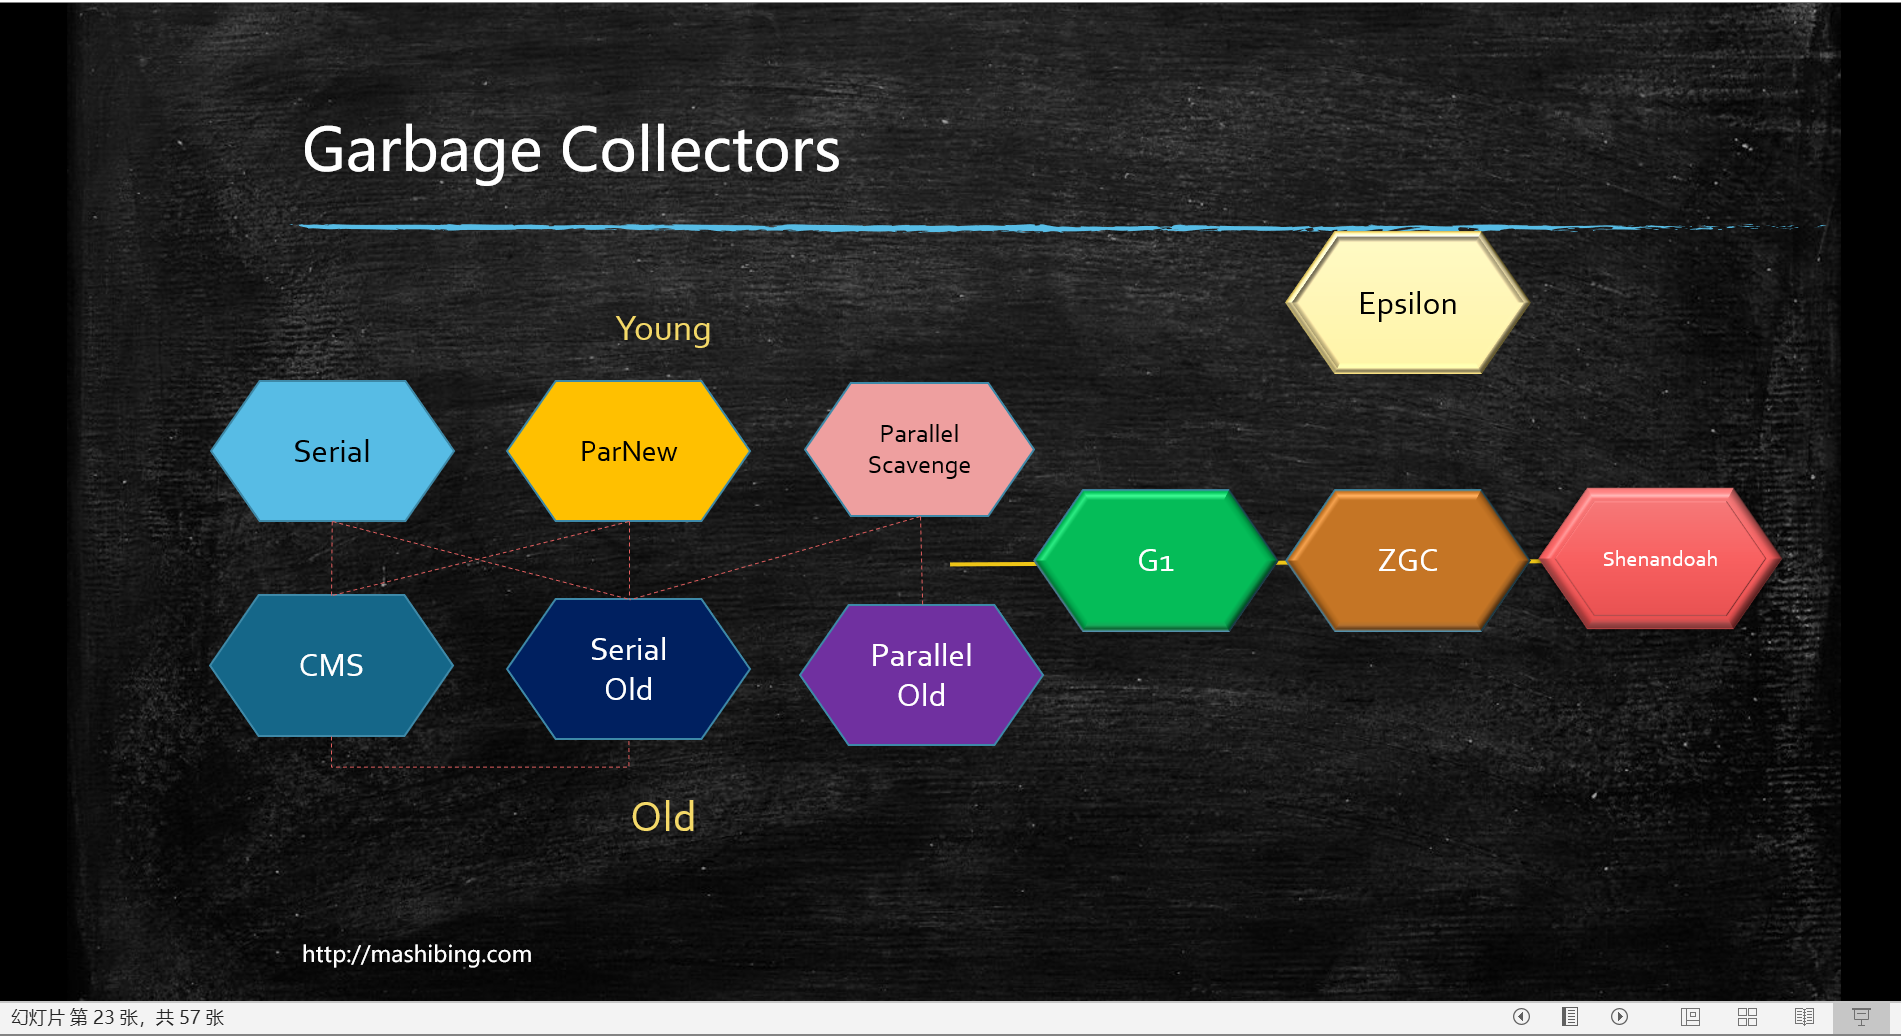 Garbage Collectors
Epsilon
Young
Serial
ParNew
Parallel
Scavenge
G1
ZGC
Shenandoah
CMS
Serial
Old
Parallel
Old
Old
http://mashibing.com
幻灯片 第 23 张，共 57 张